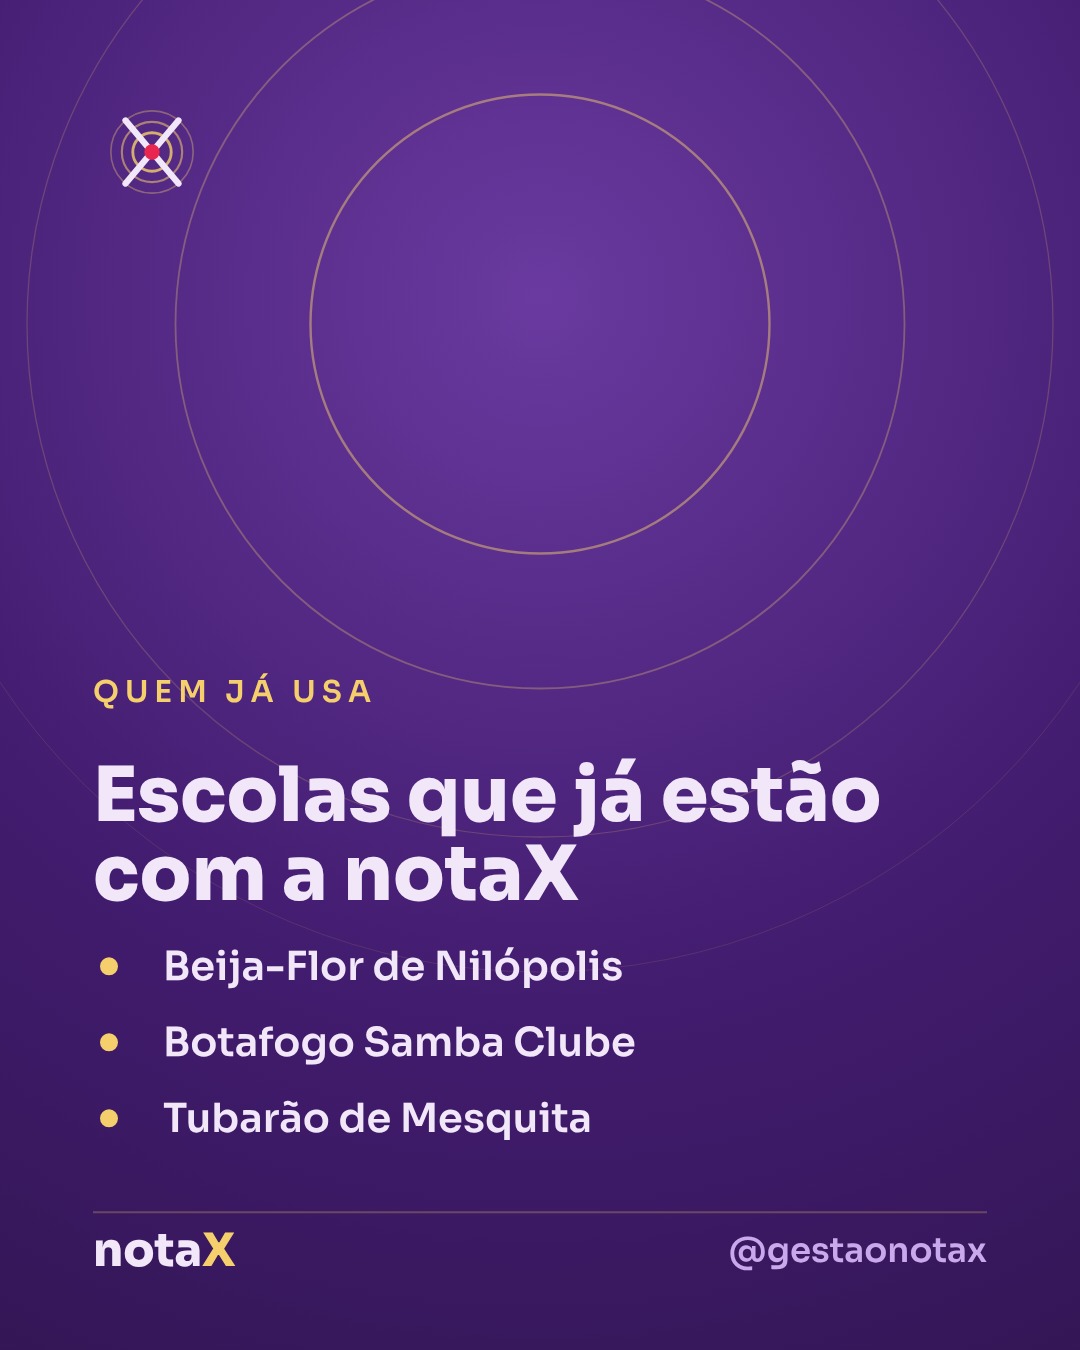 QUEM JÁ USA
Escolas que já estão
com a notaX
Beija-Flor de Nilópolis
Botafogo Samba Clube
Tubarão de Mesquita
notaX
@gestaonotax